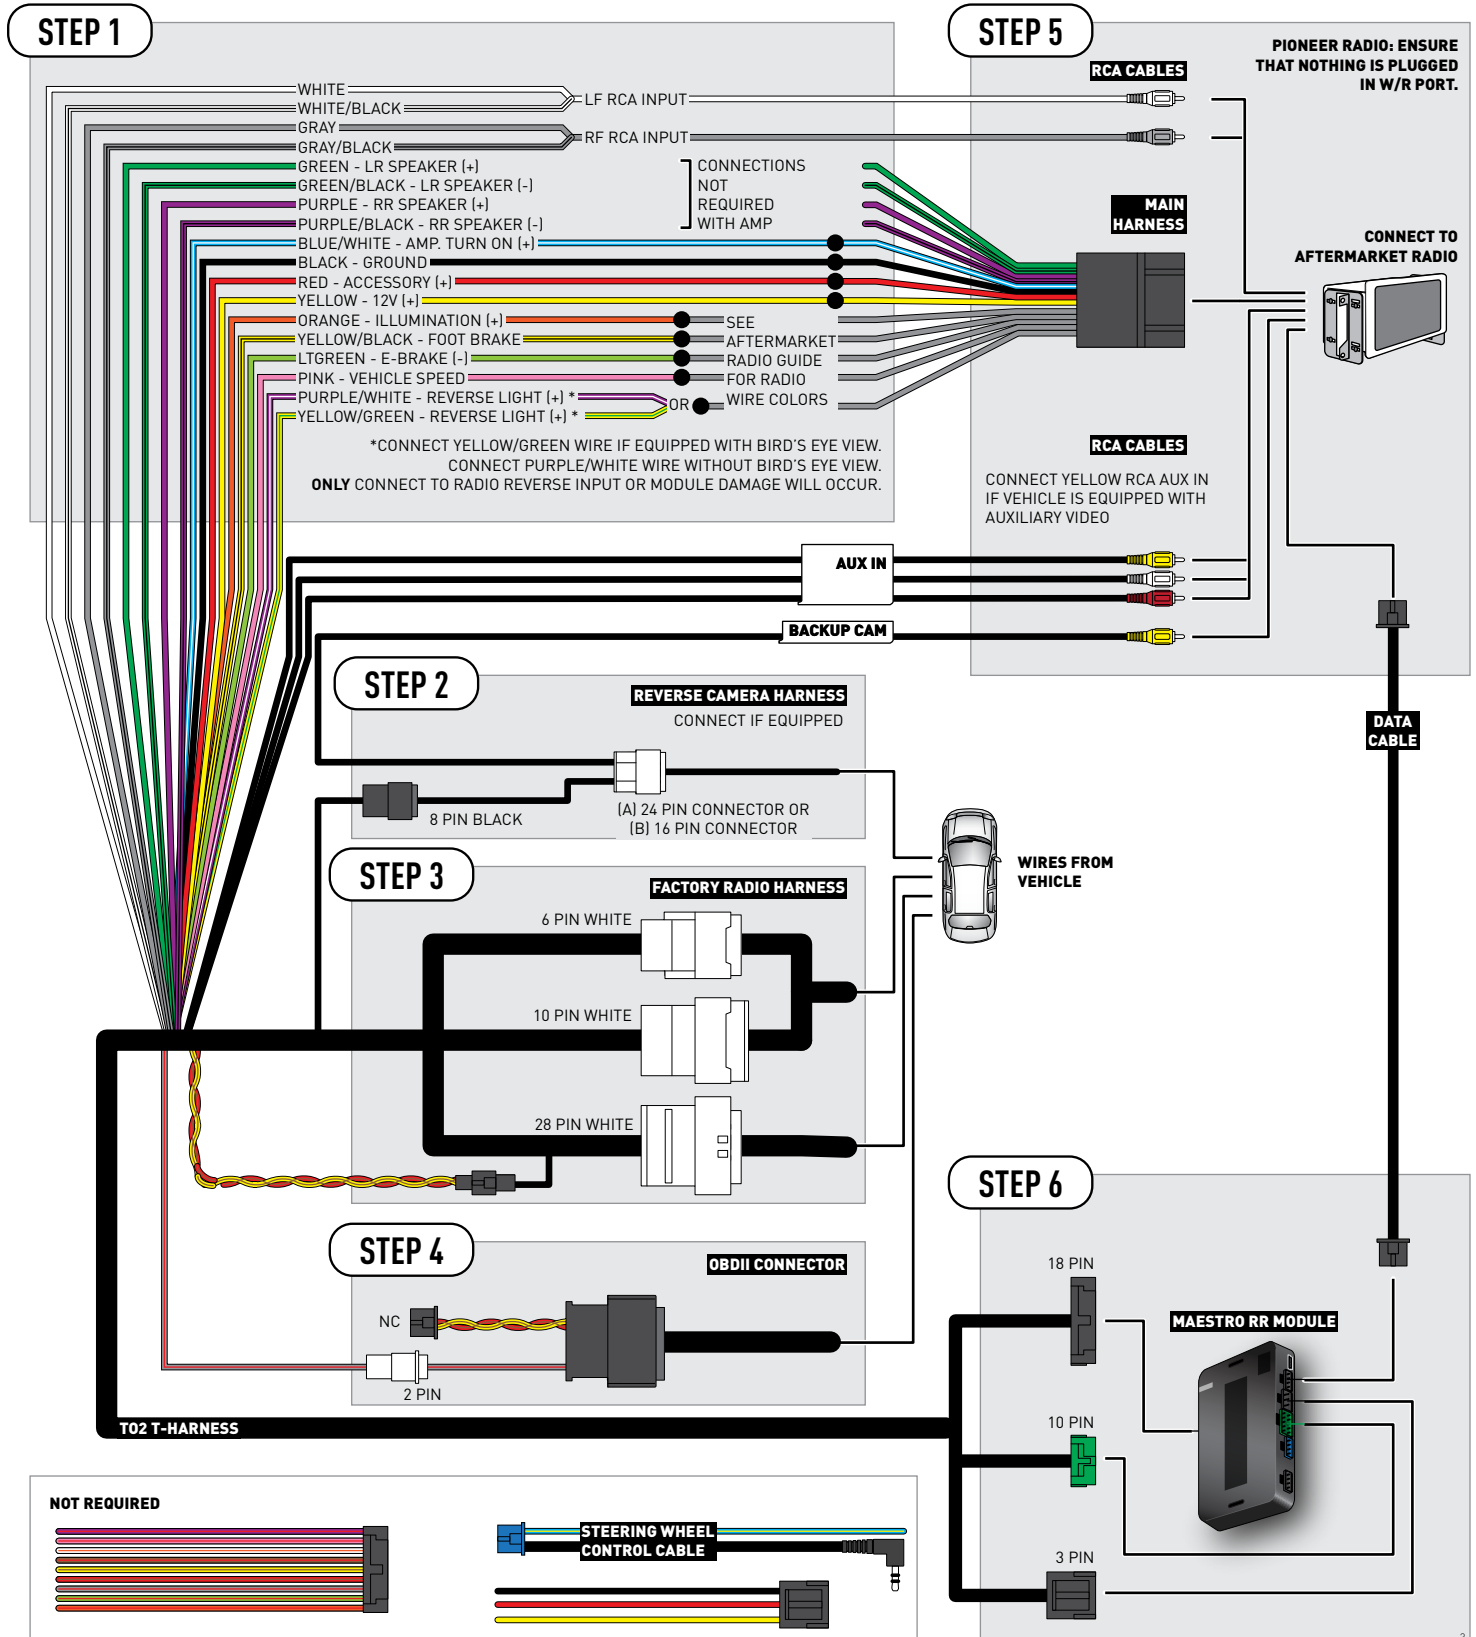 STEP 1
WHITE
WHITE/BLACK
LF RCA INPUT
GRAY
GRAY/BLACK
RF RCA INPUT
GREEN - LR SPEAKER (+)
GREEN/BLACK - LR SPEAKER (-)
PURPLE - RR SPEAKER (+)
PURPLE/BLACK - RR SPEAKER (-)
CONNECTIONS
NOT
REQUIRED
WITH AMP
BLUE/WHITE - AMP. TURN ON (+)
BLACK - GROUND
RED - ACCESSORY (+)
YELLOW - 12V (+)
ORANGE - ILLUMINATION (+)
YELLOW/BLACK - FOOT BRAKE
LTGREEN - E-BRAKE (-)
PINK - VEHICLE SPEED
PURPLE/WHITE - REVERSE LIGHT (+) *
YELLOW/GREEN - REVERSE LIGHT (+) *
OR
SEE
AFTERMARKET
RADIO GUIDE
FOR RADIO
WIRE COLORS
*CONNECT YELLOW/GREEN WIRE IF EQUIPPED WITH BIRD'S EYE VIEW.
CONNECT PURPLE/WHITE WIRE WITHOUT BIRD'S EYE VIEW.
ONLY CONNECT TO RADIO REVERSE INPUT OR MODULE DAMAGE WILL OCCUR.
STEP 5
RCA CABLES
PIONEER RADIO: ENSURE
THAT NOTHING IS PLUGGED
IN W/R PORT.
MAIN
HARNESS
CONNECT TO
AFTERMARKET RADIO
RCA CABLES
CONNECT YELLOW RCA AUX IN
IF VEHICLE IS EQUIPPED WITH
AUXILIARY VIDEO
AUX IN
BACKUP CAM
DATA
CABLE
STEP 2
REVERSE CAMERA HARNESS
CONNECT IF EQUIPPED
8 PIN BLACK
(A) 24 PIN CONNECTOR OR
(B) 16 PIN CONNECTOR
WIRES FROM
VEHICLE
STEP 3
FACTORY RADIO HARNESS
6 PIN WHITE
10 PIN WHITE
28 PIN WHITE
STEP 4
OBDII CONNECTOR
NC
2 PIN
TO2 T-HARNESS
STEP 6
18 PIN
MAESTRO RR MODULE
10 PIN
3 PIN
NOT REQUIRED
STEERING WHEEL
CONTROL CABLE